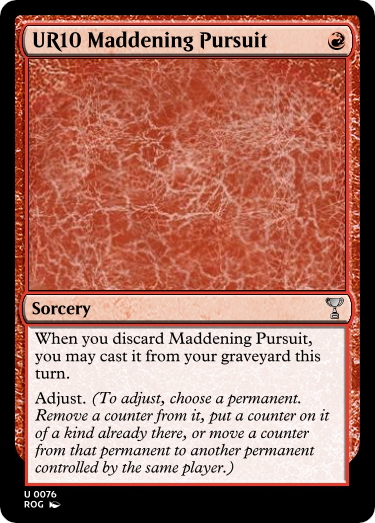 UR10 Maddening Pursuit
Sorcery
When you discard Maddening Pursuit,
you may cast it from your graveyard this
turn.
Adjust. (To adjust, choose a permanent.
Remove a counter from it, put a counter on it
of a kind already there, or move a counter
from that permanent to another permanent
controlled by the same player.)
U 0076
ROG